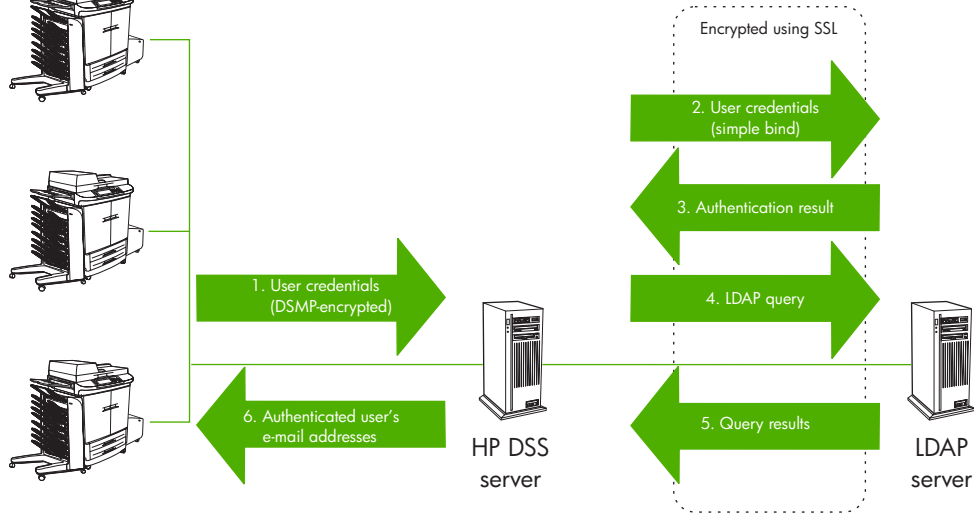 Encrypted using SSL
2. User credentials
(simple bind)
3. Authentication result
1. User credentials
(DSMP-encrypted)
4. LDAP query
6. Authenticated user’s
e-mail addresses
5. Query results
HP DSS
server
LDAP
server